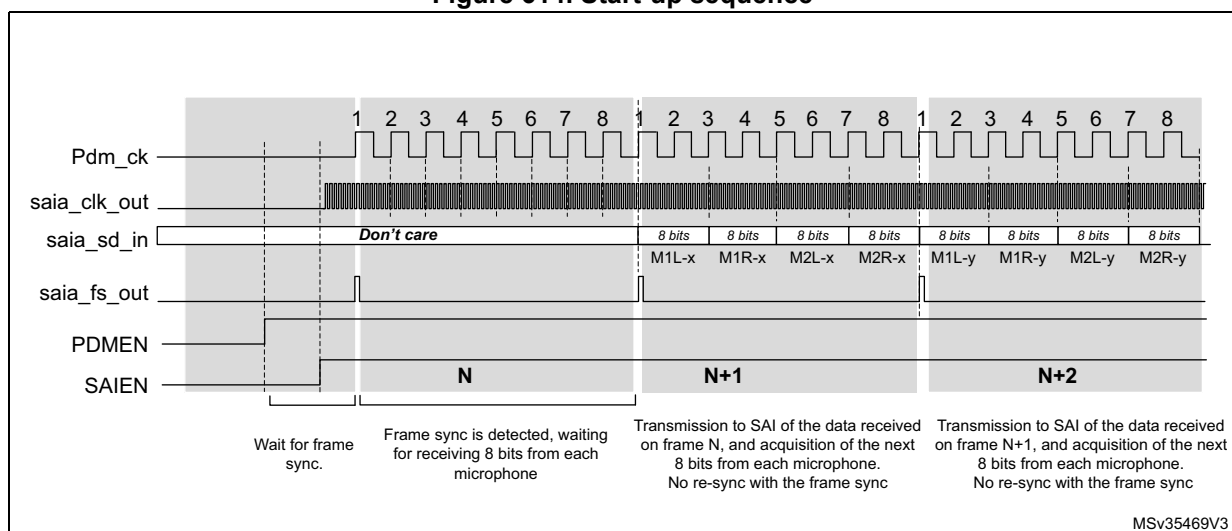 1 2 3 4 5 6 7 8 1 2 3 4 5 6 7 8 1 2 3 4 5 6 7 8
Pdm_ck
saia_clk_out
saia_sd_in
Don't care
8 bits 8 bits 8 bits 8 bits 8 bits 8 bits 8 bits 8 bits
M1L-x M1R-x M2L-x M2R-x M1L-y M1R-y M2L-y M2R-y
saia_fs_out
PDMEN
SAIEN
N N+1 N+2
Wait for frame
sync.
Frame sync is detected, waiting
for receiving 8 bits from each
microphone
Transmission to SAI of the data received
on frame N, and acquisition of the next
8 bits from each microphone.
No re-sync with the frame sync
Transmission to SAI of the data received
on frame N+1, and acquisition of the next
8 bits from each microphone.
No re-sync with the frame sync
MSv35469V3